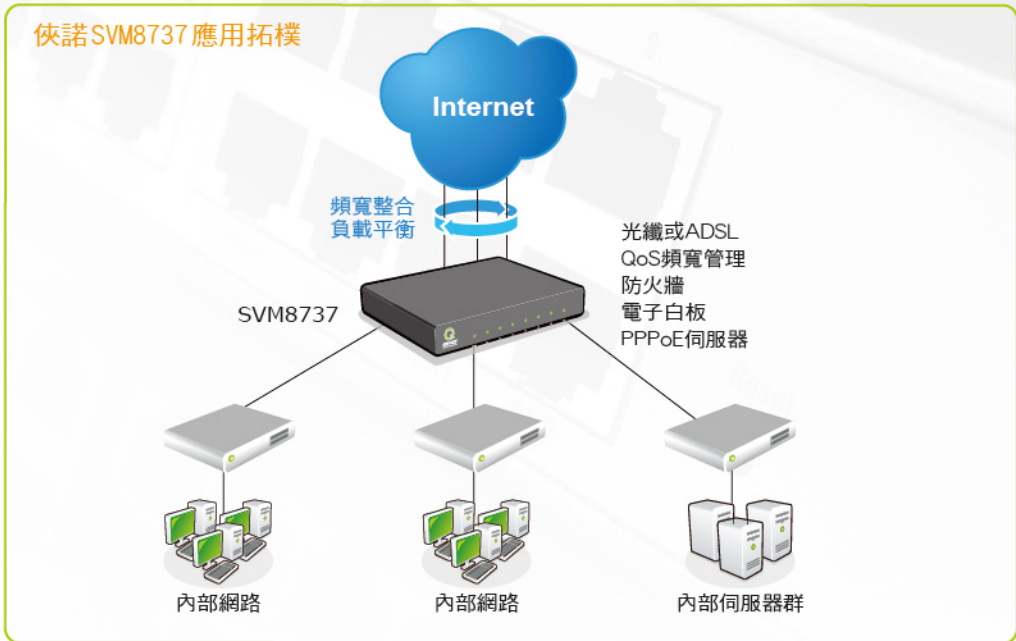 俠諾SVM8737應用拓樸
Internet
頻寬整合
負載平衡
光纖或ADSL
QoS頻寬管理
防火牆
電子白板
PPPoE伺服器
SVM8737
內部網路
內部網路
內部伺服器群